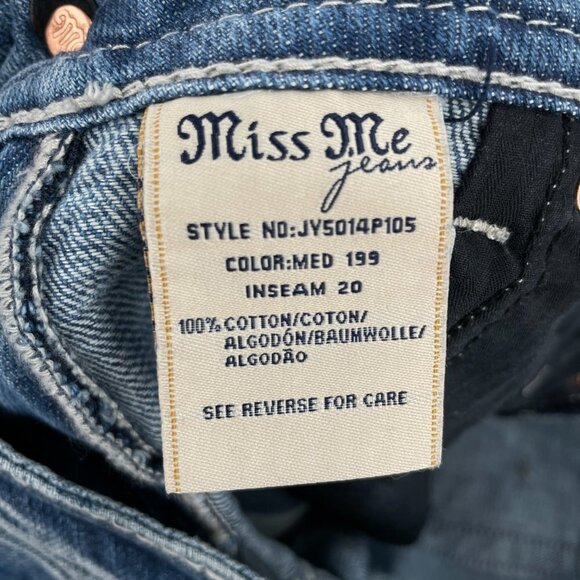 Miss Me
jeans
STYLE NO:JY5014P105
COLOR:MED 199
INSEAM 20
100% COTTON/COTON/
ALGODÓN/BAUMWOLLE/
ALGODÃO
SEE REVERSE FOR CARE